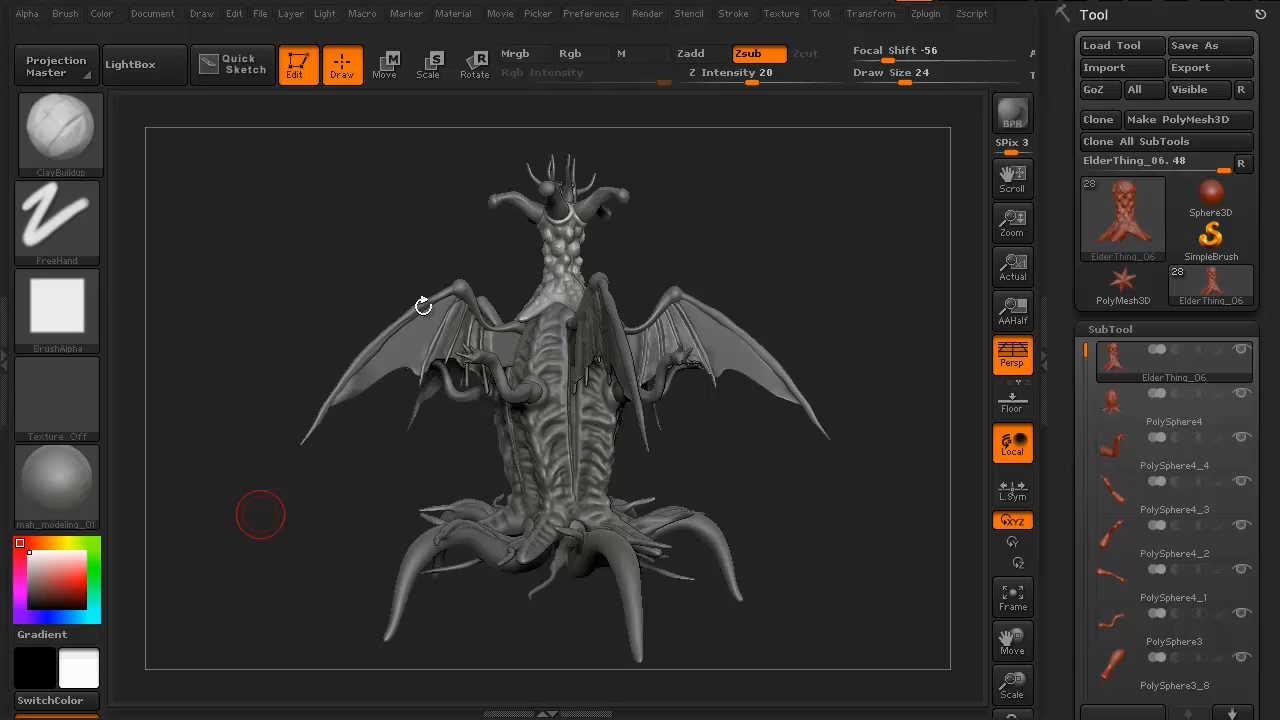 Alpha Brush Color Document Draw Edit File Layer Light Macro Marker Material Movie Picker Preferences Render Stencil Stroke Texture Tool Transform Zplugin Zscript
Tool
Projection Master
LightBox
Quick Sketch
Edit
Draw
Move
Scale
Rotate
Mrgb Rgb M Zadd Zsub Zcut
Rgb Intensity Z Intensity 20
Focal Shift -56
Draw Size 24
A
T
Load Tool Save As
Import Export
GoZ All Visible R
Clone Make PolyMesh3D
Clone All SubTools
ElderThing_06. 48 R
28
ElderThing_06
Sphere3D
SimpleBrush
PolyMesh3D
28
ElderThing_06
SubTool
ElderThing_06
PolySphere4
PolySphere4_4
PolySphere4_3
PolySphere4_2
PolySphere4_1
PolySphere3
PolySphere3_8
ClayBuildup
FreeHand
BrushAlpha
Texture Off
mah_modeling_01
Gradient
SwitchColor
BPR
SPix 3
Scroll
Zoom
Actual
AAHalf
Persp
Floor
Local
L.Sym
XYZ
Y
Z
Frame
Move
Scale